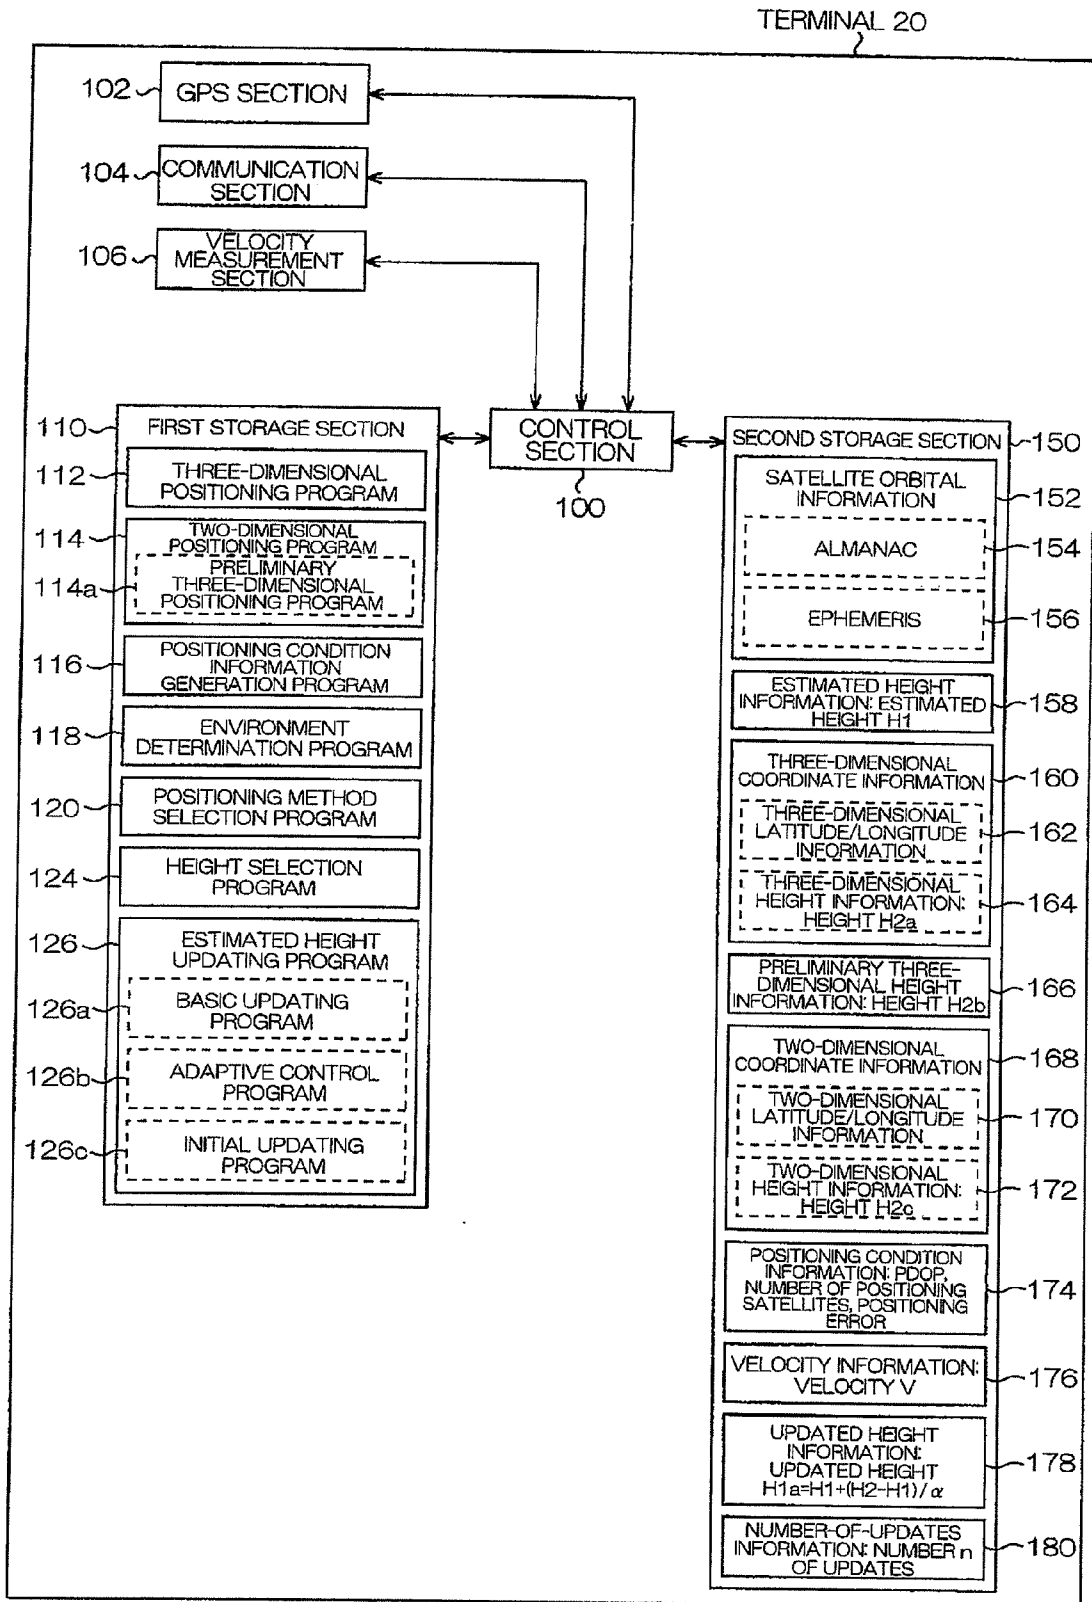 TERMINAL 20
102
GPS SECTION
104
COMMUNICATION
SECTION
106
VELOCITY
MEASUREMENT
SECTION
CONTROL
SECTION
100
110
FIRST STORAGE SECTION
112
THREE-DIMENSIONAL
POSITIONING PROGRAM
114
TWO-DIMENSIONAL
POSITIONING PROGRAM
114a
PRELIMINARY
THREE-DIMENSIONAL
POSITIONING PROGRAM
116
POSITIONING CONDITION
INFORMATION
GENERATION PROGRAM
118
ENVIRONMENT
DETERMINATION PROGRAM
120
POSITIONING METHOD
SELECTION PROGRAM
124
HEIGHT SELECTION
PROGRAM
126
ESTIMATED HEIGHT
UPDATING PROGRAM
126a
BASIC UPDATING
PROGRAM
126b
ADAPTIVE CONTROL
PROGRAM
126c
INITIAL UPDATING
PROGRAM
SECOND STORAGE SECTION
150
SATELLITE ORBITAL
INFORMATION
152
ALMANAC
154
EPHEMERIS
156
ESTIMATED HEIGHT
INFORMATION: ESTIMATED
HEIGHT H1
158
THREE-DIMENSIONAL
COORDINATE INFORMATION
160
THREE-DIMENSIONAL
LATITUDE/LONGITUDE
INFORMATION
162
THREE-DIMENSIONAL
HEIGHT INFORMATION:
HEIGHT H2a
164
PRELIMINARY THREE-
DIMENSIONAL HEIGHT
INFORMATION: HEIGHT H2b
166
TWO-DIMENSIONAL
COORDINATE INFORMATION
168
TWO-DIMENSIONAL
LATITUDE/LONGITUDE
INFORMATION
170
TWO-DIMENSIONAL
HEIGHT INFORMATION:
HEIGHT H2c
172
POSITIONING CONDITION
INFORMATION: PDOP,
NUMBER OF POSITIONING
SATELLITES, POSITIONING
ERROR
174
VELOCITY INFORMATION:
VELOCITY V
176
UPDATED HEIGHT
INFORMATION:
UPDATED HEIGHT
H1a=H1+(H2-H1)/α
178
NUMBER-OF-UPDATES
INFORMATION: NUMBER n
OF UPDATES
180